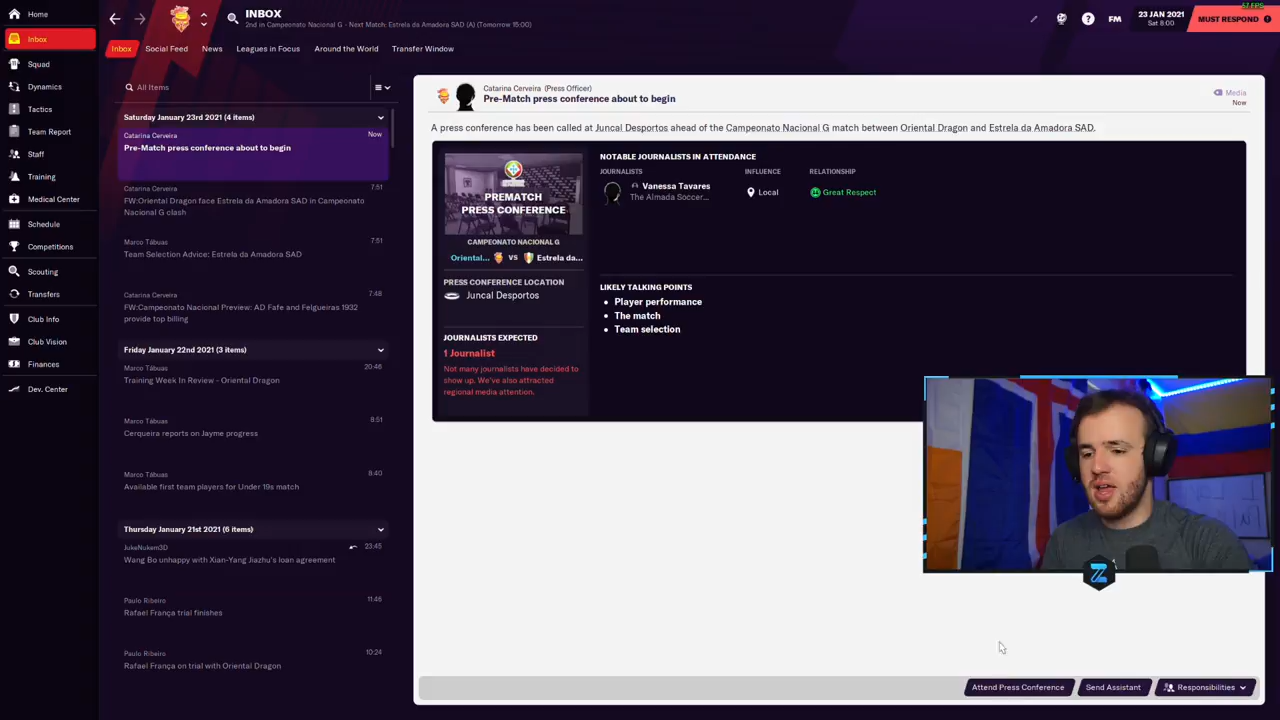 57 FPS
Home
INBOX
2nd in Campeonato Nacional G - Next Match: Estrela da Amadora SAD (A) (Tomorrow 15:00)
FM
23 JAN 2021
Sat 8:00
MUST RESPOND
Inbox
Squad
Dynamics
Tactics
Team Report
Staff
Training
Medical Center
Schedule
Competitions
Scouting
Transfers
Club Info
Club Vision
Finances
Dev. Center
Inbox Social Feed News Leagues in Focus Around the World Transfer Window
All Items
Saturday January 23rd 2021 (4 items)
Catarina Cerveira Now
Pre-Match press conference about to begin
Catarina Cerveira 7:51
FW:Oriental Dragon face Estrela da Amadora SAD in Campeonato
Nacional G clash
Marco Tábuas 7:51
Team Selection Advice: Estrela da Amadora SAD
Catarina Cerveira 7:48
FW:Campeonato Nacional Preview: AD Fafe and Felgueiras 1932
provide top billing
Friday January 22nd 2021 (3 items)
Marco Tábuas 20:46
Training Week In Review - Oriental Dragon
Marco Tábuas 8:51
Cerqueira reports on Jayme progress
Marco Tábuas 8:40
Available first team players for Under 19s match
Thursday January 21st 2021 (6 items)
JukeNukem3D 23:45
Wang Bo unhappy with Xian-Yang Jiazhu's loan agreement
Paulo Ribeiro 11:46
Rafael França trial finishes
Paulo Ribeiro 10:24
Rafael França on trial with Oriental Dragon
Catarina Cerveira (Press Officer)
Pre-Match press conference about to begin
Media
Now
A press conference has been called at Juncal Desportos ahead of the Campeonato Nacional G match between Oriental Dragon and Estrela da Amadora SAD.
PREMATCH
PRESS CONFERENCE
CAMPEONATO NACIONAL G
Oriental... VS Estrela da...
PRESS CONFERENCE LOCATION
Juncal Desportos
JOURNALISTS EXPECTED
1 Journalist
Not many journalists have decided to
show up. We've also attracted
regional media attention.
NOTABLE JOURNALISTS IN ATTENDANCE
JOURNALISTS INFLUENCE RELATIONSHIP
Vanessa Tavares
The Almada Soccer...
Local
Great Respect
LIKELY TALKING POINTS
• Player performance
• The match
• Team selection
Attend Press Conference Send Assistant Responsibilities